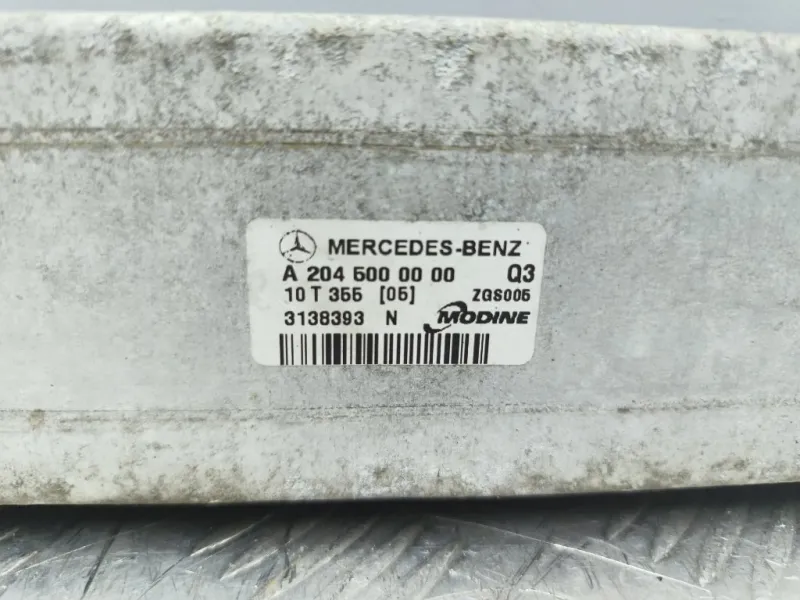 MERCEDES-BENZ
A 204 500 00 00 Q3
10 T 355 [05] ZGS005
3138393 N MODINE